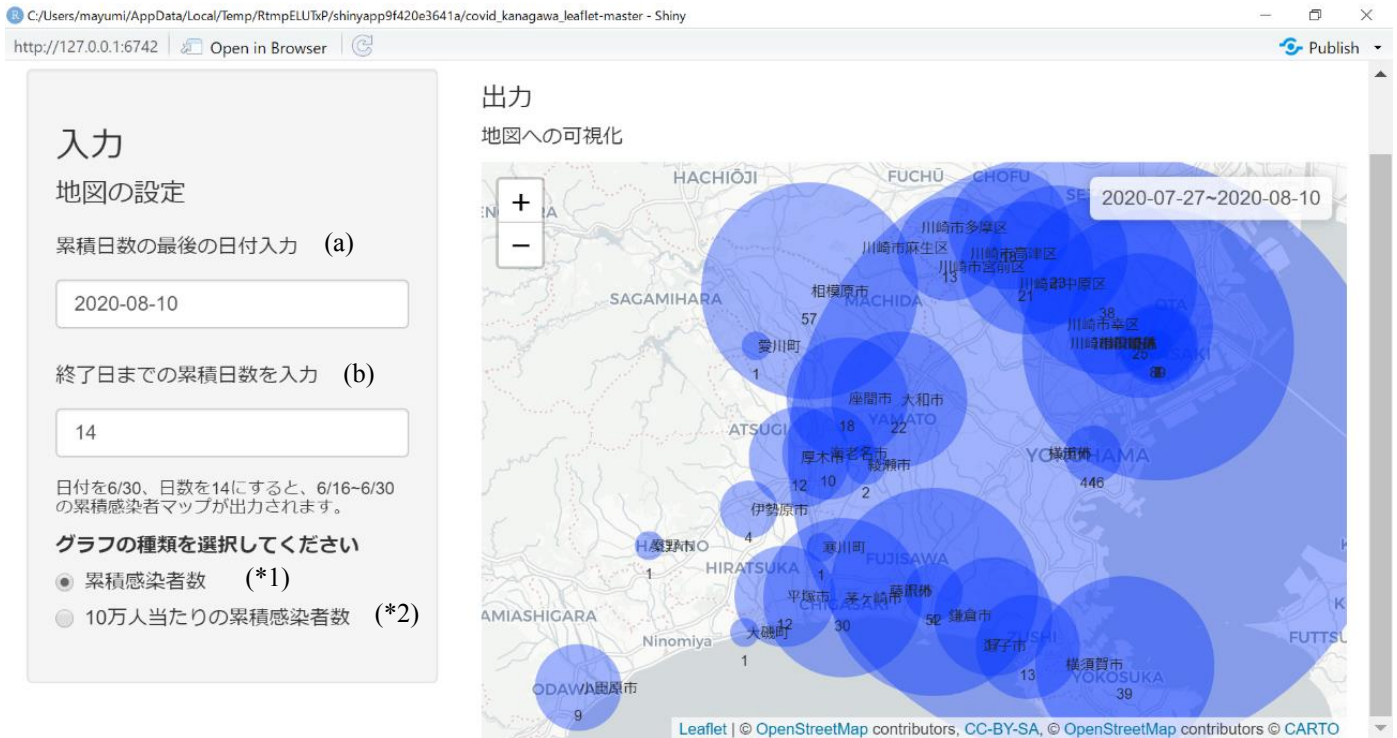 C:/Users/mayumi/AppData/Local/Temp/RtmpELUTxP/shinyapp9f420e3641a/covid_kanagawa_leaflet-master - Shiny
http://127.0.0.1:6742 Open in Browser Publish
入力
地図の設定
累積日数の最後の日付入力 (a)
2020-08-10
終了日までの累積日数を入力 (b)
14
日付を6/30、日数を14にすると、6/16~6/30
の累積感染者マップが出力されます。
グラフの種類を選択してください
累積感染者数 (*1)
10万人当たりの累積感染者数 (*2)
出力
地図への可視化
+
−
2020-07-27~2020-08-10
HACHIŌJI
FUCHŪ
CHOFU
川崎市多摩区
川崎市麻生区
川崎市高津区
川崎市宮前区
13
川崎市中原区
21
相模原市
SAGAMIHARA
MACHIDA
57
38
OTA
川崎市幸区
25
愛川町
1
座間市
大和市
YAMATO
ATSUGI
18
22
厚木市
海老名市
綾瀬市
12
10
2
YOKOHAMA
446
伊勢原市
4
秦野市
1
寒川町
1
HIRATSUKA
FUJISAWA
平塚市
茅ヶ崎市
CHIGASAKI
12
30
鎌倉市
AMIASHIGARA
Ninomiya
大磯町
1
ZUSHI
逗子市
13
横須賀市
YOKOSUKA
39
FUTTSU
小田原市
9
Leaflet | © OpenStreetMap contributors, CC-BY-SA, © OpenStreetMap contributors © CARTO